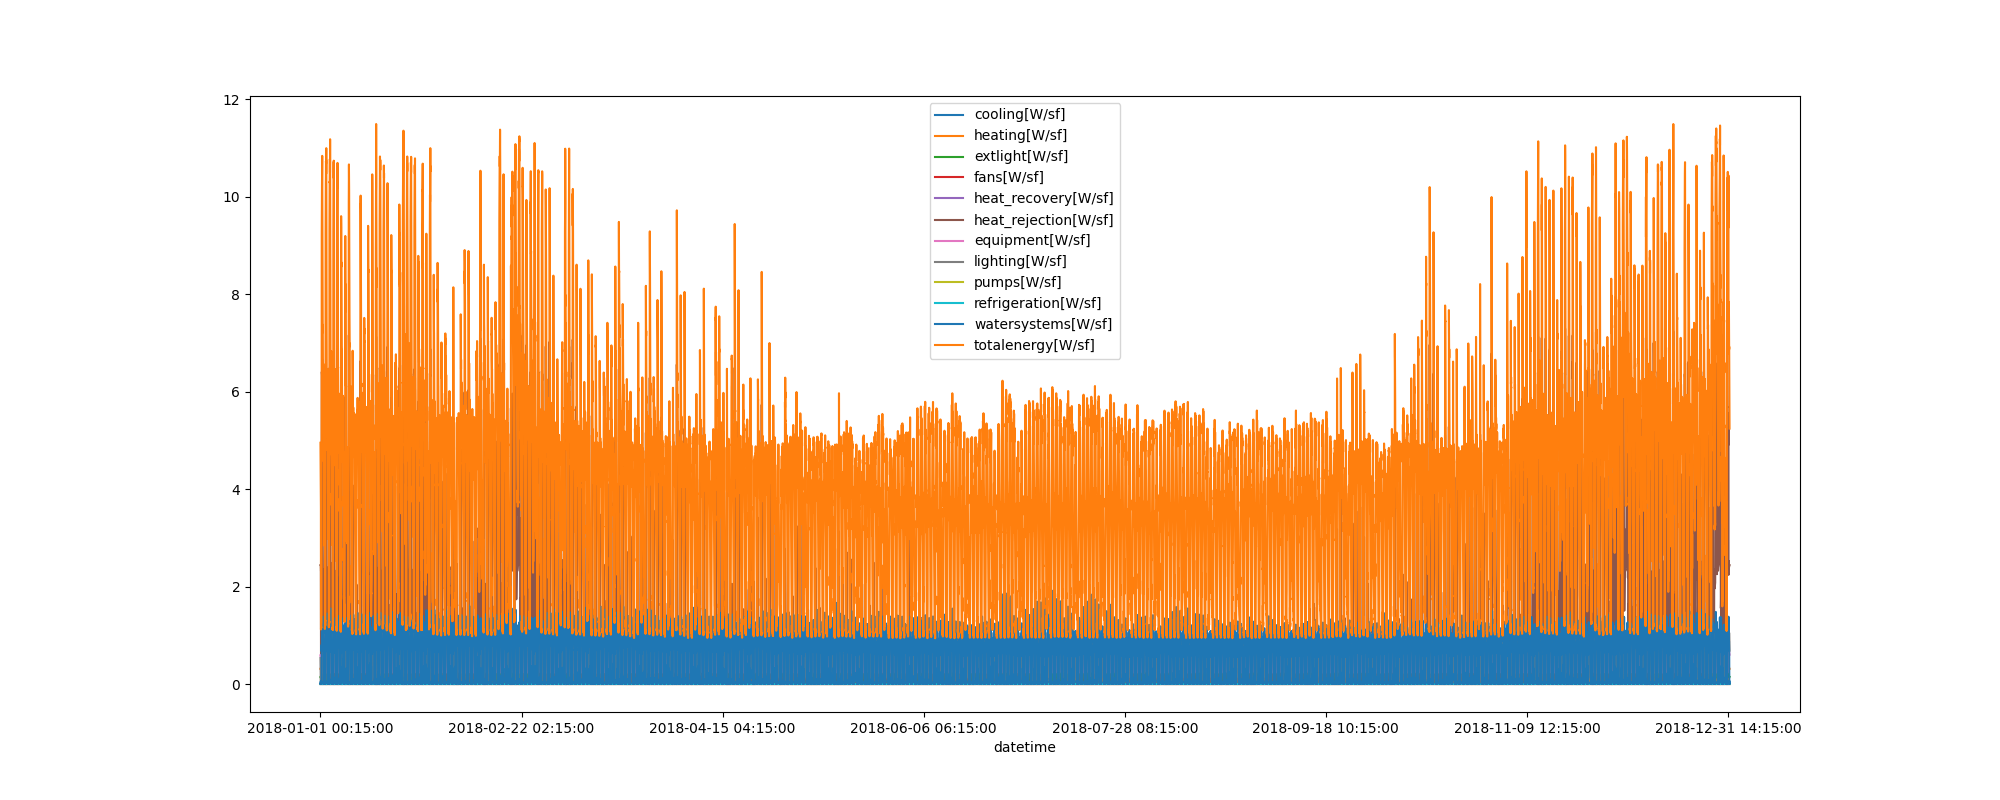 12
10
8
6
4
2
0
cooling[W/sf]
heating[W/sf]
extlight[W/sf]
fans[W/sf]
heat_recovery[W/sf]
heat_rejection[W/sf]
equipment[W/sf]
lighting[W/sf]
pumps[W/sf]
refrigeration[W/sf]
watersystems[W/sf]
totalenergy[W/sf]
2018-01-01 00:15:00 2018-02-22 02:15:00 2018-04-15 04:15:00 2018-06-06 06:15:00 2018-07-28 08:15:00 2018-09-18 10:15:00 2018-11-09 12:15:00 2018-12-31 14:15:00
datetime